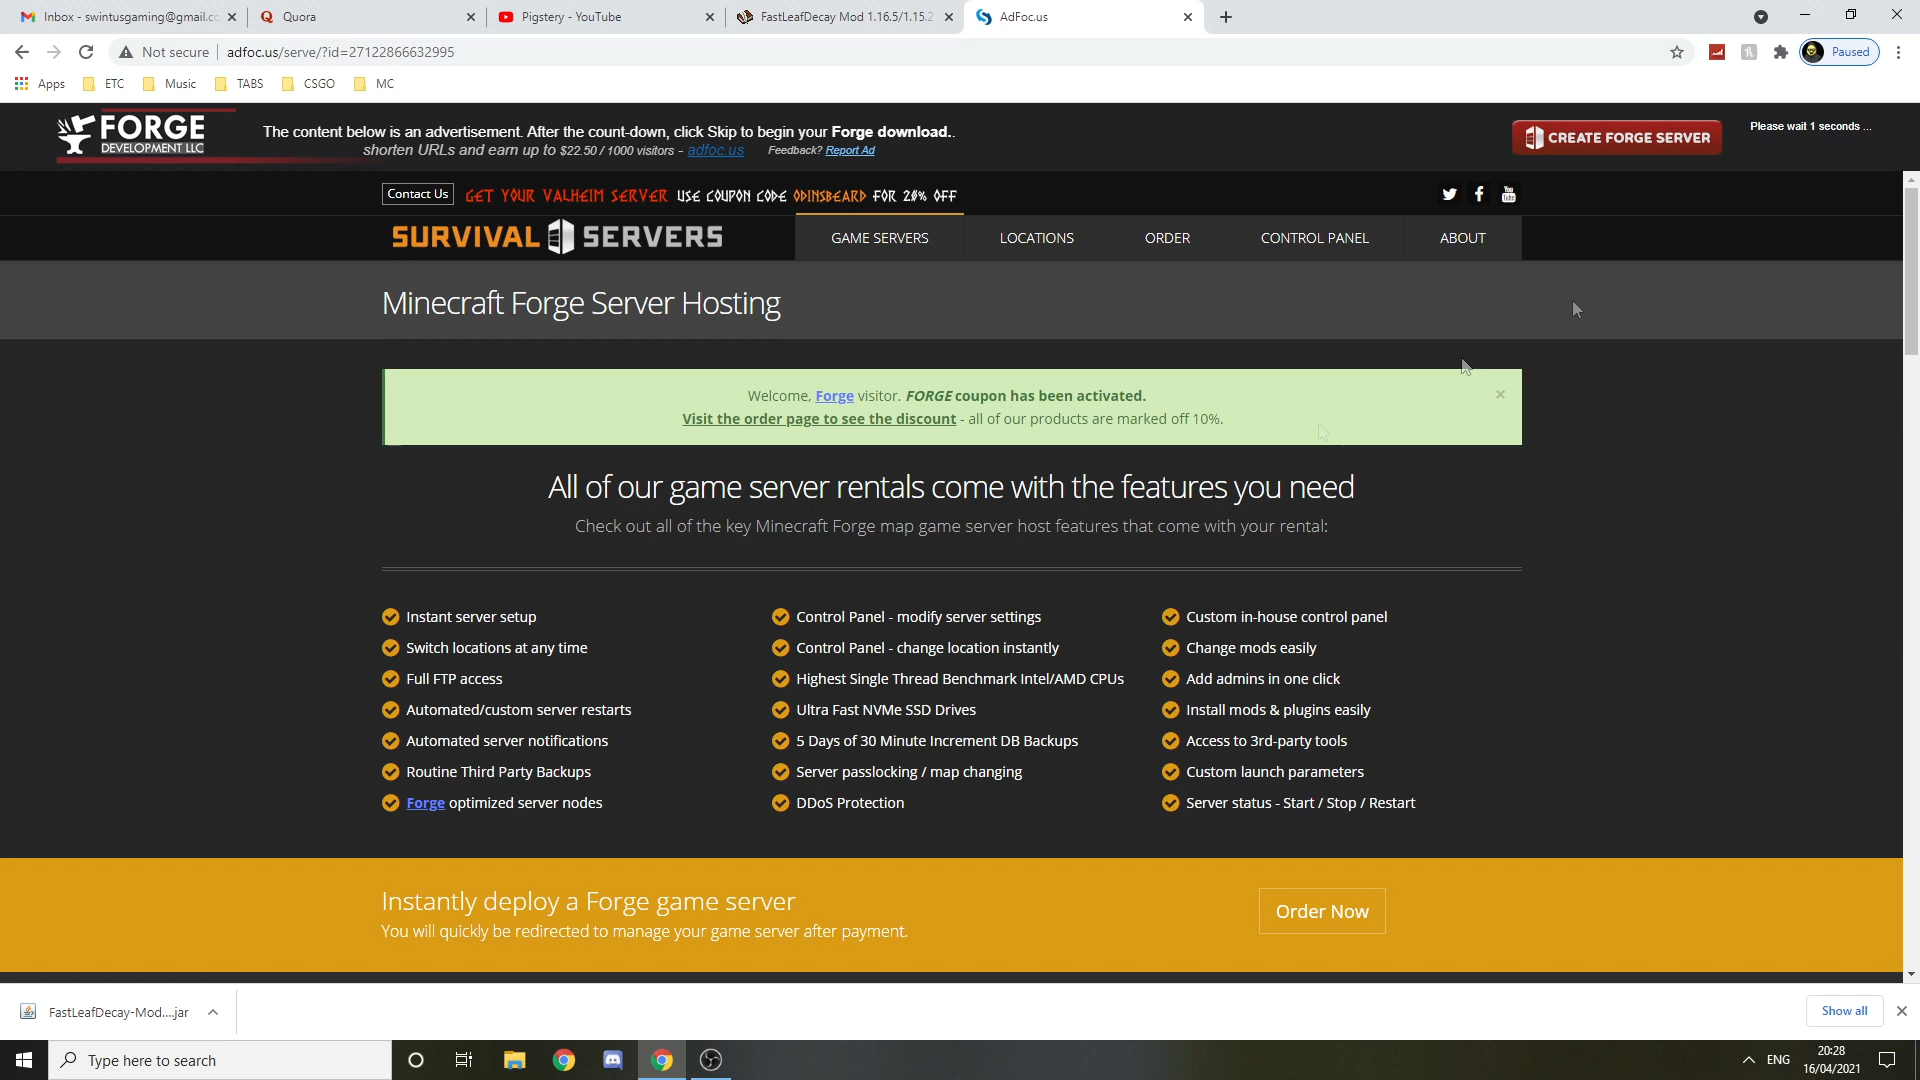 Inbox - swintusgaming@gmail.cc
Quora
Pigstery - YouTube
FastLeafDecay Mod 1.16.5/1.15.2
AdFoc.us
Not secure
adfoc.us/serve/?id=27122866632995
Paused
Apps
ETC
Music
TABS
CSGO
MC
FORGE
DEVELOPMENT LLC
The content below is an advertisement. After the count-down, click Skip to begin your Forge download..
shorten URLs and earn up to $22.50 / 1000 visitors - adfoc.us Feedback? Report Ad
CREATE FORGE SERVER
Please wait 1 seconds ...
Contact Us
GET YOUR VALHEIM SERVER USE COUPON CODE ODINSBEARD FOR 20% OFF
You Tube
SURVIVAL SERVERS
GAME SERVERS
LOCATIONS
ORDER
CONTROL PANEL
ABOUT
Minecraft Forge Server Hosting
Welcome, Forge visitor. FORGE coupon has been activated.
Visit the order page to see the discount - all of our products are marked off 10%.
All of our game server rentals come with the features you need
Check out all of the key Minecraft Forge map game server host features that come with your rental:
Instant server setup
Switch locations at any time
Full FTP access
Automated/custom server restarts
Automated server notifications
Routine Third Party Backups
Forge optimized server nodes
Control Panel - modify server settings
Control Panel - change location instantly
Highest Single Thread Benchmark Intel/AMD CPUs
Ultra Fast NVMe SSD Drives
5 Days of 30 Minute Increment DB Backups
Server passlocking / map changing
DDoS Protection
Custom in-house control panel
Change mods easily
Add admins in one click
Install mods & plugins easily
Access to 3rd-party tools
Custom launch parameters
Server status - Start / Stop / Restart
Instantly deploy a Forge game server
You will quickly be redirected to manage your game server after payment.
Order Now
FastLeafDecay-Mod....jar
Show all
Type here to search
ENG
20:28
16/04/2021